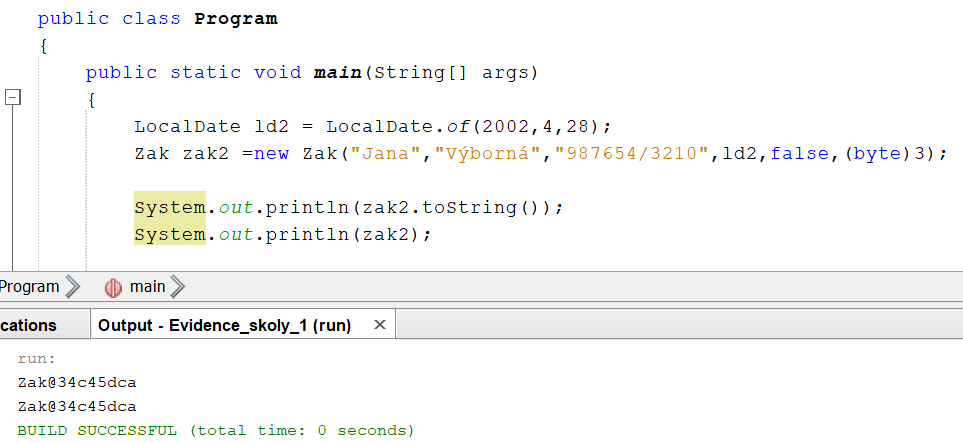 public class Program
{
public static void main(String[] args)
{
LocalDate ld2 = LocalDate.of(2002,4,28);
Zak zak2 =new Zak("Jana","Výborná","987654/3210",ld2,false,(byte)3);
System.out.println(zak2.toString());
System.out.println(zak2);
Program main
cations Output - Evidence_skoly_1 (run) ×
run:
Zak@34c45dca
Zak@34c45dca
BUILD SUCCESSFUL (total time: 0 seconds)